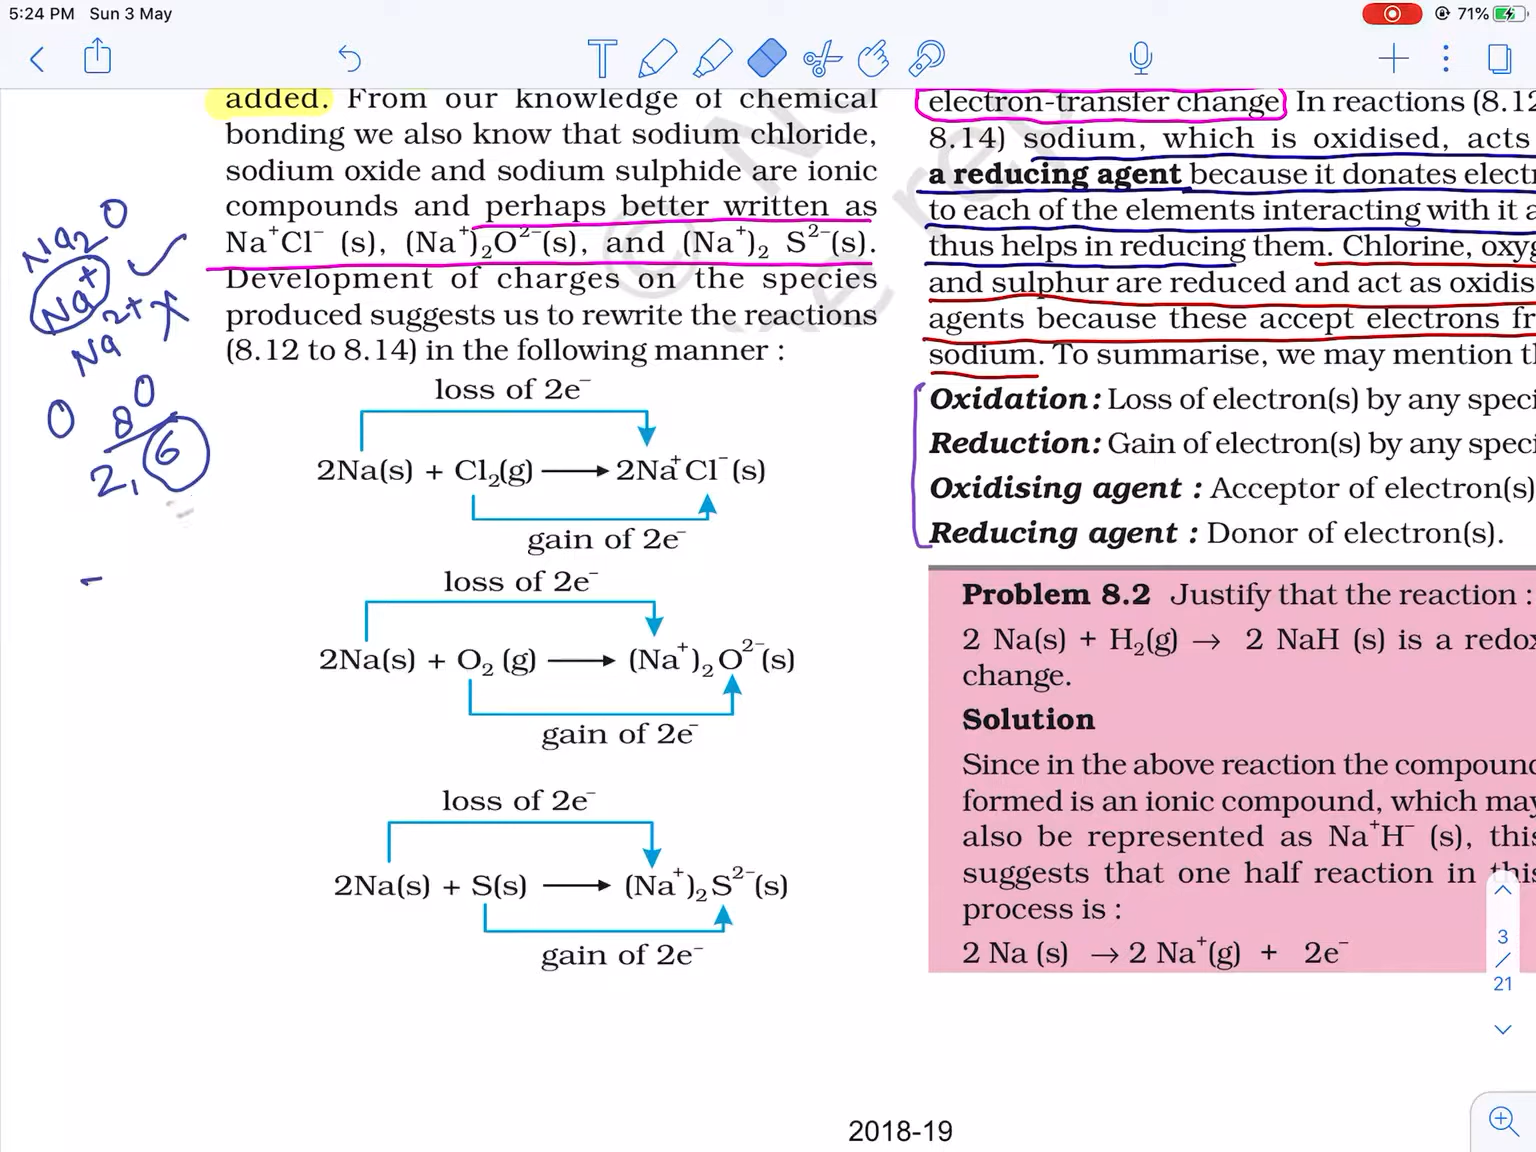 5:24 PM Sun 3 May
71%
T
added. From our knowledge of chemical
bonding we also know that sodium chloride,
sodium oxide and sodium sulphide are ionic
compounds and perhaps better written as
Na⁺Cl⁻ (s), (Na⁺)₂O²⁻(s), and (Na⁺)₂ S²⁻(s).
Development of charges on the species
produced suggests us to rewrite the reactions
(8.12 to 8.14) in the following manner :
loss of 2e⁻
2Na(s) + Cl₂(g) ⟶ 2Na⁺Cl⁻(s)
gain of 2e⁻
loss of 2e⁻
2Na(s) + O₂ (g) ⟶ (Na⁺)₂O²⁻(s)
gain of 2e⁻
loss of 2e⁻
2Na(s) + S(s) ⟶ (Na⁺)₂S²⁻(s)
gain of 2e⁻
Na₂O
Na⁺ ✓
Na²⁺ X
O 8O
2, 6
electron-transfer change In reactions (8.12
8.14) sodium, which is oxidised, acts
a reducing agent because it donates electr
to each of the elements interacting with it a
thus helps in reducing them. Chlorine, oxyg
and sulphur are reduced and act as oxidis
agents because these accept electrons fr
sodium. To summarise, we may mention th
Oxidation: Loss of electron(s) by any speci
Reduction: Gain of electron(s) by any speci
Oxidising agent : Acceptor of electron(s)
Reducing agent : Donor of electron(s).
Problem 8.2 Justify that the reaction :
2 Na(s) + H₂(g) → 2 NaH (s) is a redox
change.
Solution
Since in the above reaction the compound
formed is an ionic compound, which may
also be represented as Na⁺H⁻ (s), this
suggests that one half reaction in this
process is :
2 Na (s) → 2 Na⁺(g) + 2e⁻
3
/
21
2018-19